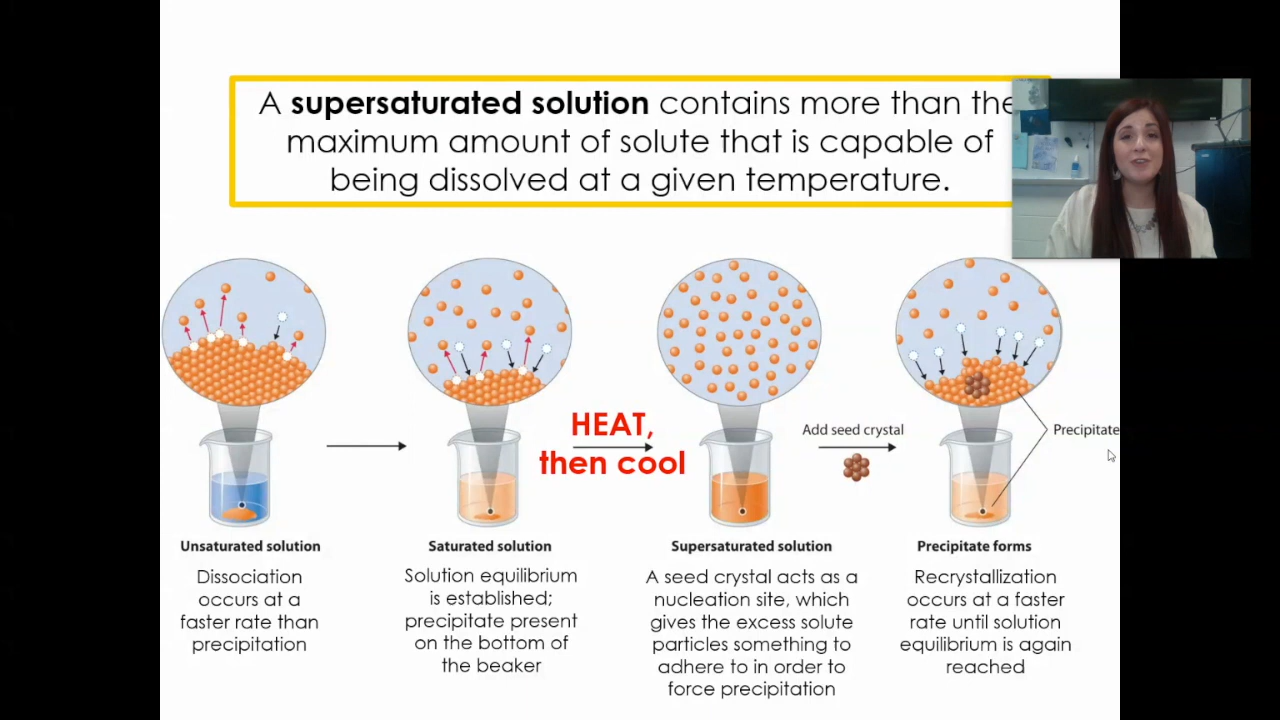 A supersaturated solution contains more than the
maximum amount of solute that is capable of
being dissolved at a given temperature.
HEAT,
then cool
Add seed crystal
Precipitate
Unsaturated solution
Dissociation
occurs at a
faster rate than
precipitation
Saturated solution
Solution equilibrium
is established;
precipitate present
on the bottom of
the beaker
Supersaturated solution
A seed crystal acts as a
nucleation site, which
gives the excess solute
particles something to
adhere to in order to
force precipitation
Precipitate forms
Recrystallization
occurs at a faster
rate until solution
equilibrium is again
reached